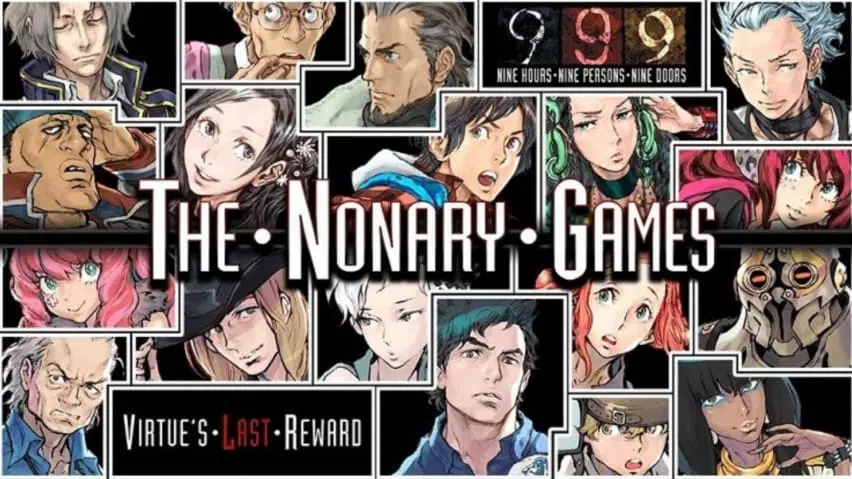 999
NINE HOURS • NINE PERSONS • NINE DOORS
THE • NONARY • GAMES
VIRTUE'S • LAST • REWARD